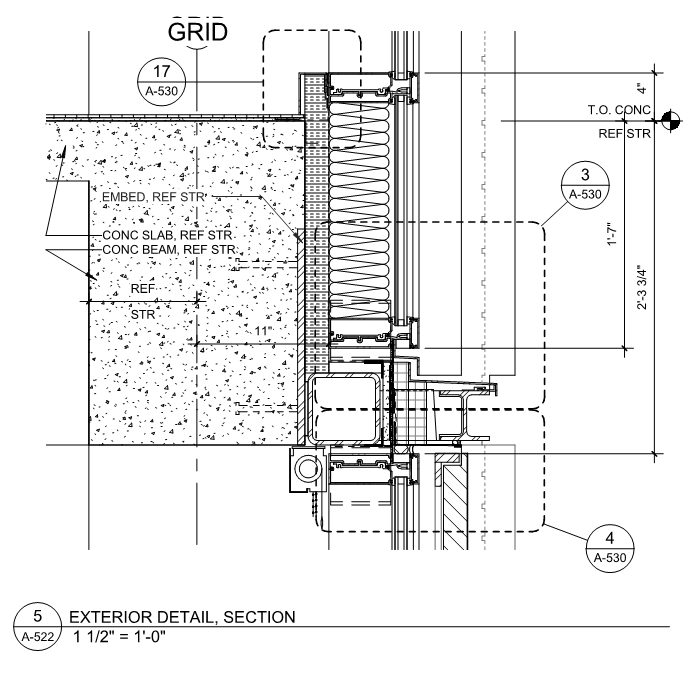 GRID
17
A-530
4"
T.O. CONC
REF STR
3
A-530
EMBED, REF STR
CONC SLAB, REF STR
CONC BEAM, REF STR
1'-7"
2'-3 3/4"
REF
STR
11"
4
A-530
5
A-522
EXTERIOR DETAIL, SECTION
1 1/2" = 1'-0"